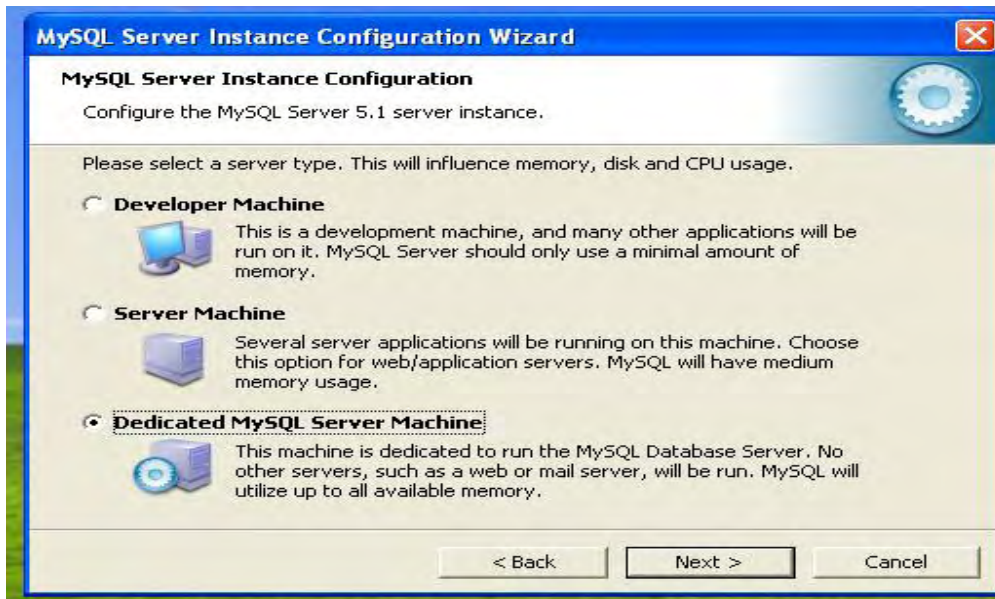 MySQL Server Instance Configuration Wizard
MySQL Server Instance Configuration
Configure the MySQL Server 5.1 server instance.
Please select a server type. This will influence memory, disk and CPU usage.
Developer Machine
This is a development machine, and many other applications will be
run on it. MySQL Server should only use a minimal amount of
memory.
Server Machine
Several server applications will be running on this machine. Choose
this option for web/application servers. MySQL will have medium
memory usage.
Dedicated MySQL Server Machine
This machine is dedicated to run the MySQL Database Server. No
other servers, such as a web or mail server, will be run. MySQL will
utilize up to all available memory.
< Back Next > Cancel